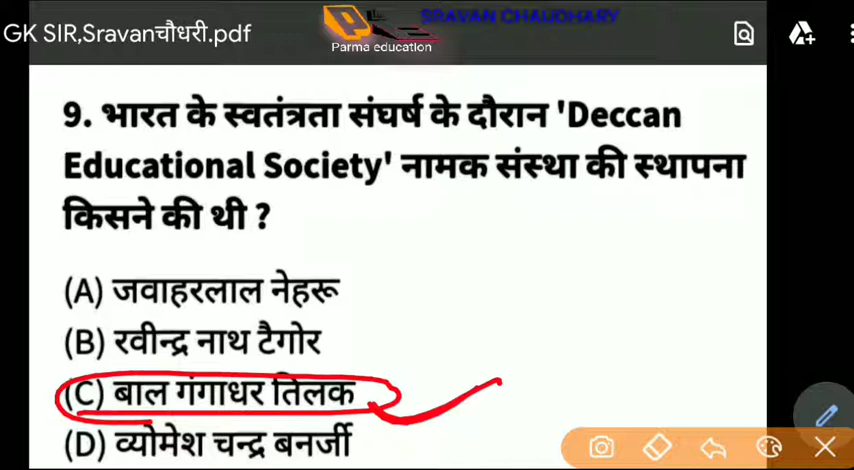 SRAVAN CHAUDHARY
GK SIR,Sravanचौधरी.pdf
Parma education
9. भारत के स्वतंत्रता संघर्ष के दौरान 'Deccan
Educational Society' नामक संस्था की स्थापना
किसने की थी ?
(A) जवाहरलाल नेहरू
(B) रवीन्द्र नाथ टैगोर
(C) बाल गंगाधर तिलक
(D) व्योमेश चन्द्र बनर्जी